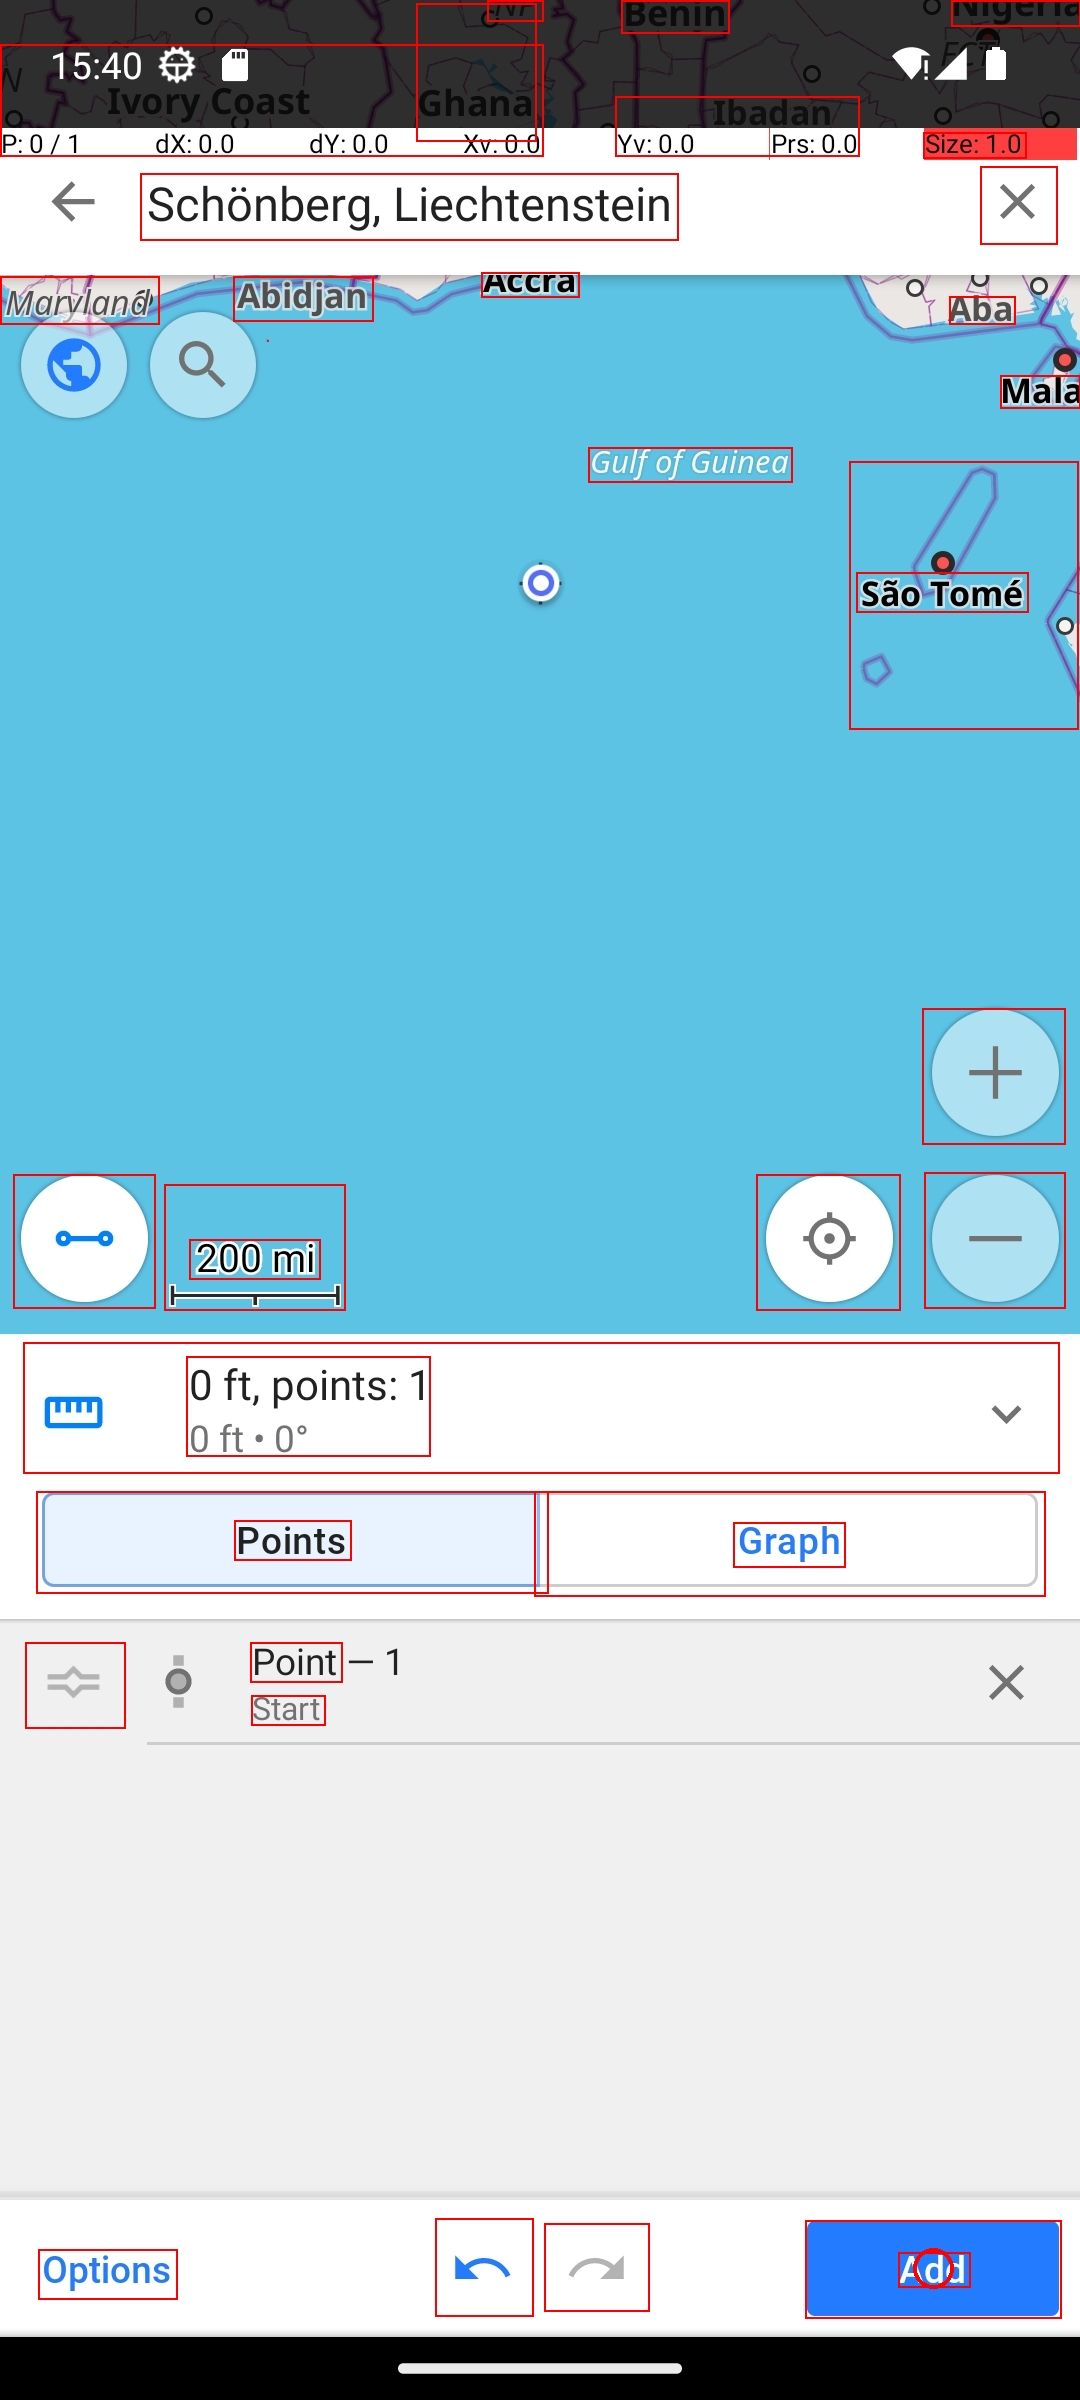 Benin
Nigeria
15:40
Ivory Coast
Ghana
Ibadan
P: 0 / 1 dX: 0.0 dY: 0.0 Xv: 0.0 Yv: 0.0 Prs: 0.0 Size: 1.0
Schönberg, Liechtenstein
Maryland
Abidjan
Accra
Aba
Mala
Gulf of Guinea
São Tomé
200 mi
0 ft, points: 1
0 ft • 0°
Points
Graph
Point — 1
Start
Options
Add